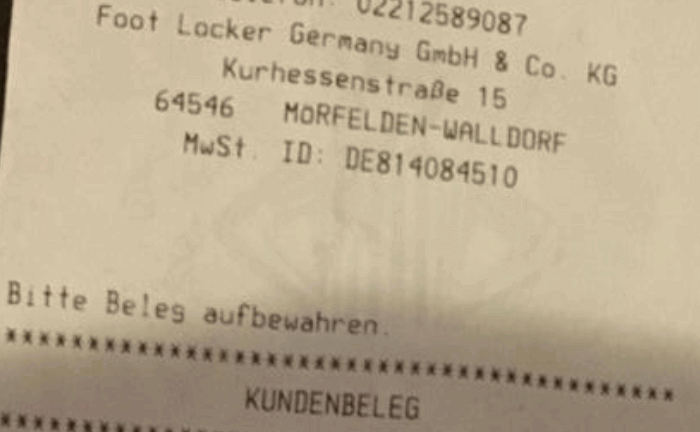 02212589087
Foot Locker Germany GmbH & Co. KG
Kurhessenstraße 15
64546 MÖRFELDEN-WALLDORF
MwSt. ID: DE814084510
Bitte Beleg aufbewahren.
*****************************************
KUNDENBELEG
*****************************************